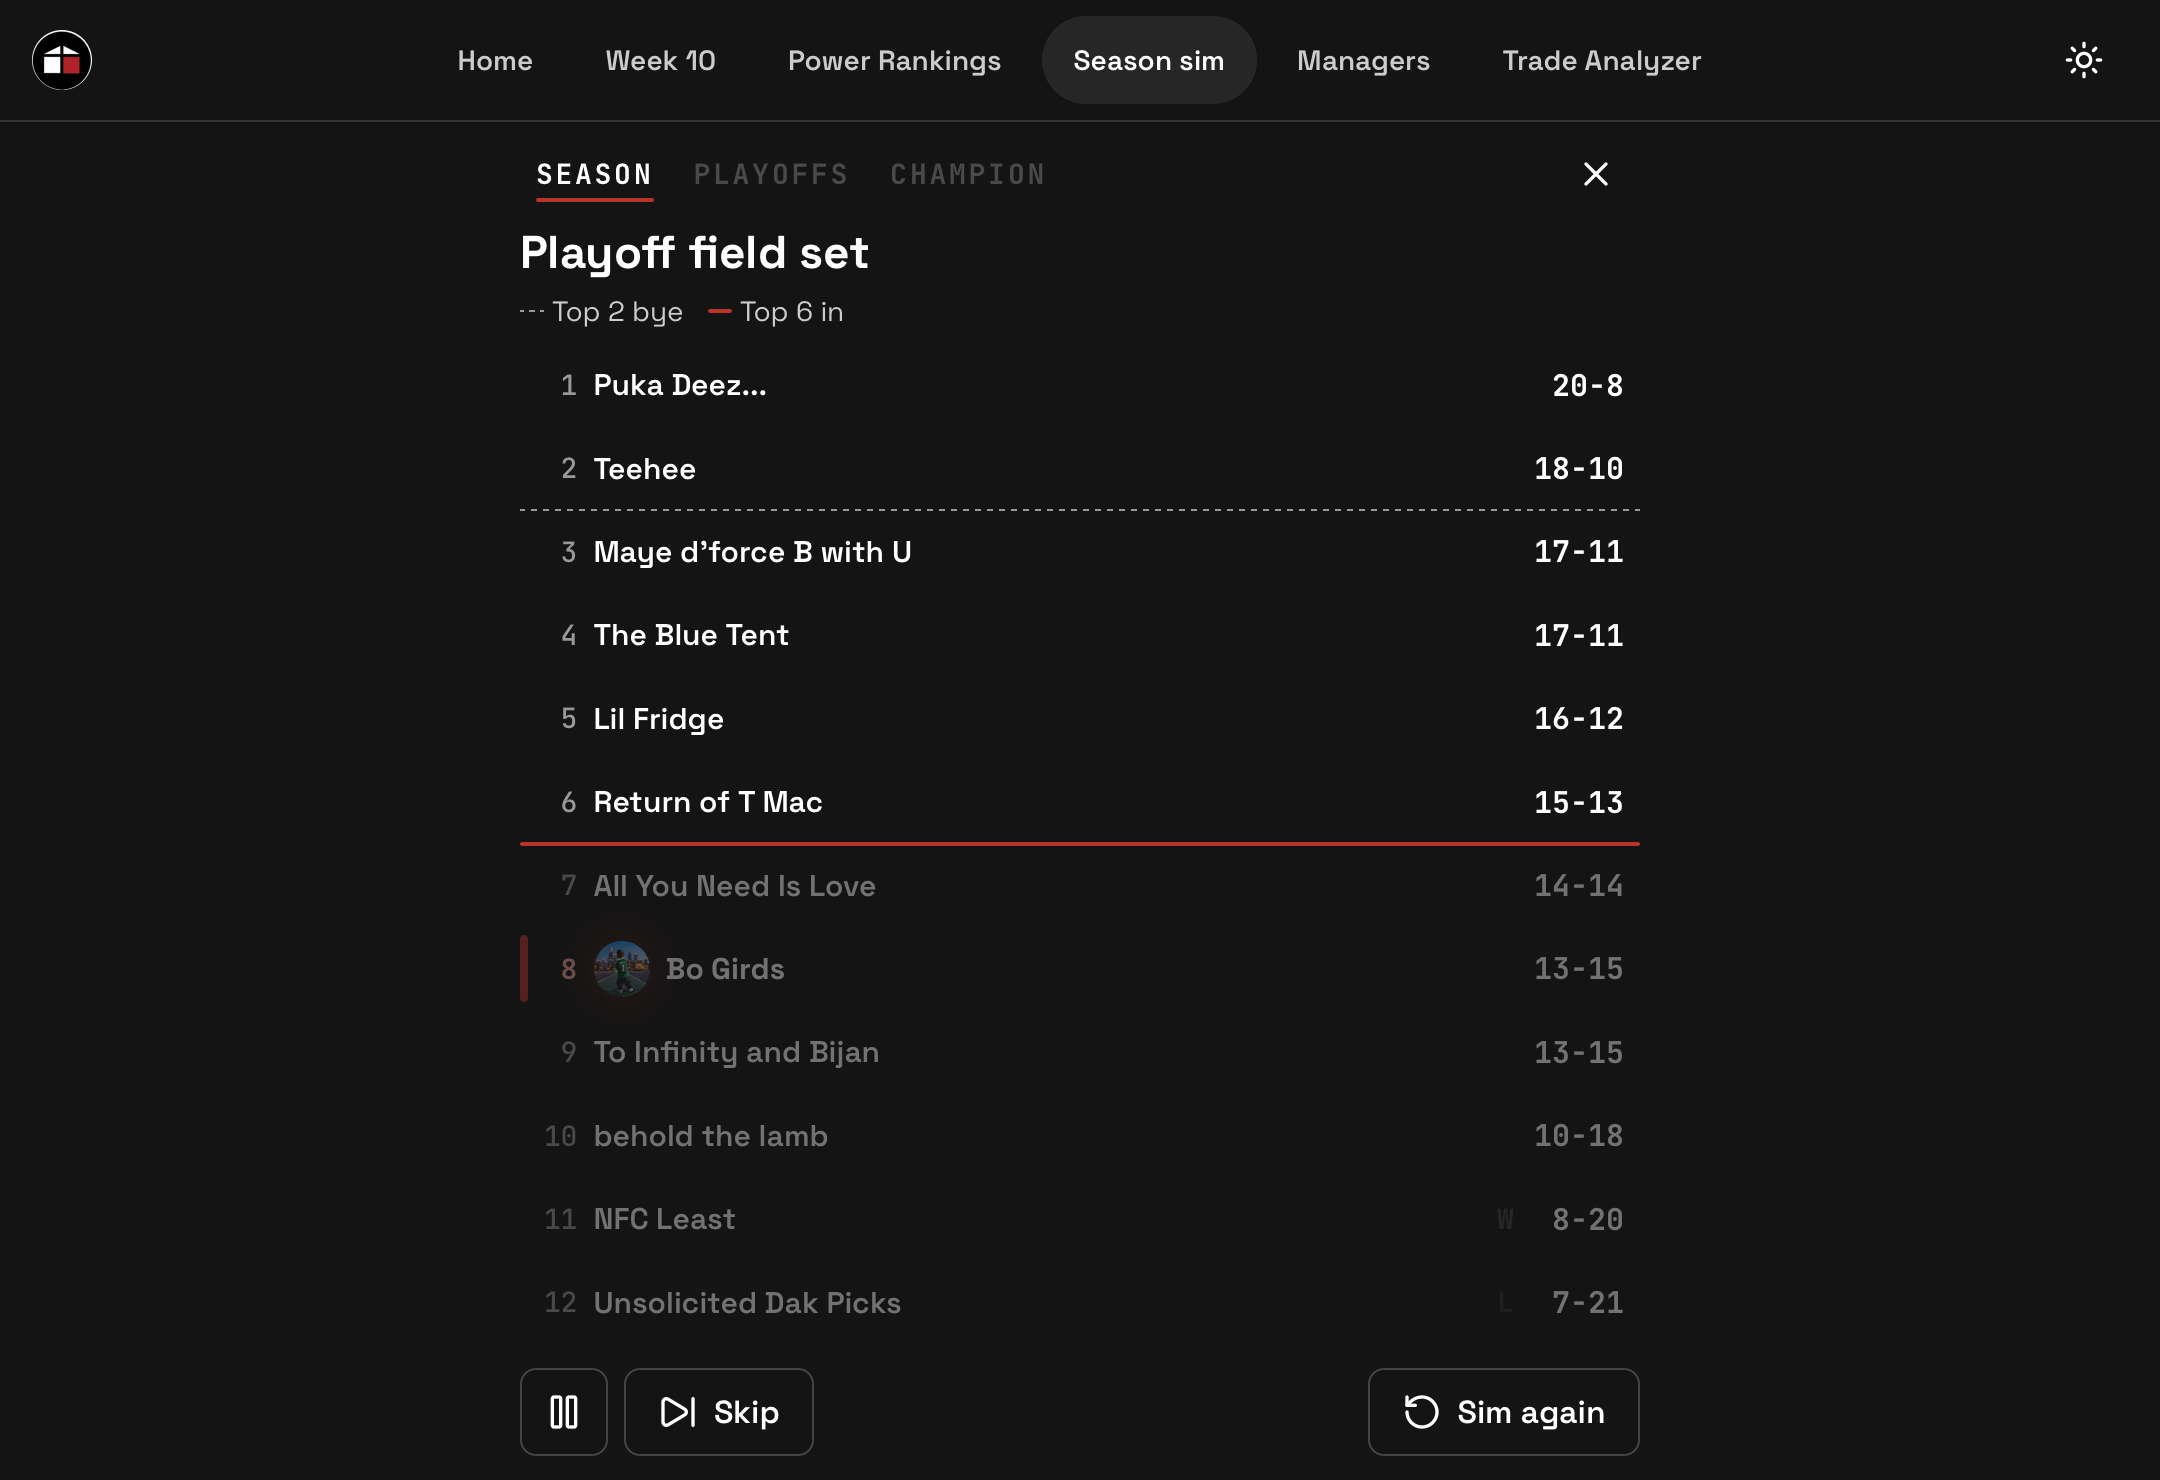 Home Week 10 Power Rankings Season sim Managers Trade Analyzer
SEASON PLAYOFFS CHAMPION
Playoff field set
Top 2 bye Top 6 in
1 Puka Deez... 20-8
2 Teehee 18-10
3 Maye d'force B with U 17-11
4 The Blue Tent 17-11
5 Lil Fridge 16-12
6 Return of T Mac 15-13
7 All You Need Is Love 14-14
8 Bo Girds 13-15
9 To Infinity and Bijan 13-15
10 behold the lamb 10-18
11 NFC Least W 8-20
12 Unsolicited Dak Picks L 7-21
Skip Sim again